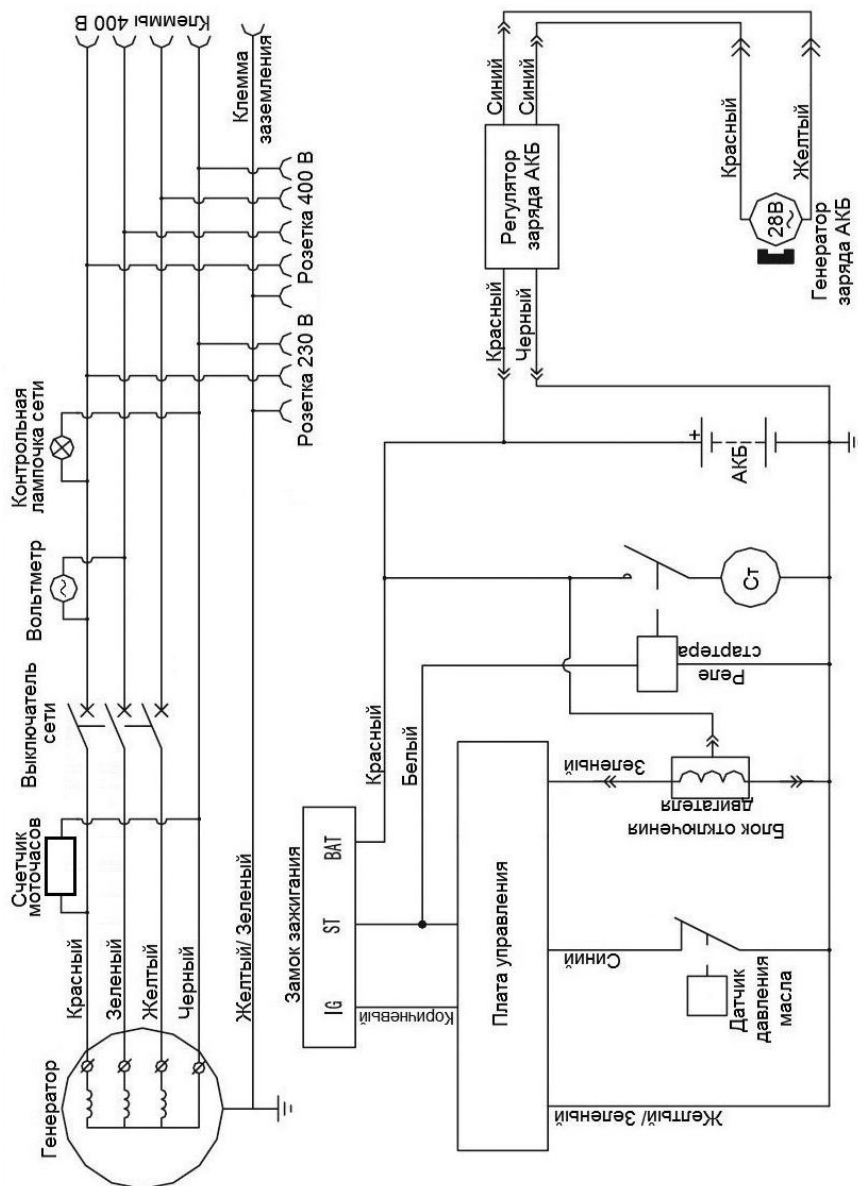 Клеммы 400 В
Клемма
заземления
Розетка 400 В
Розетка 230 В
Контрольная
лампочка сети
Вольтметр
Выключатель
сети
Счетчик
моточасов
Красный
Зеленый
Желтый
Черный
Желтый/ Зеленый
Генератор
Синий
Синий
Регулятор
заряда АКБ
Красный
Черный
Красный
Желтый
28В
Генератор
заряда АКБ
+
АКБ
Ст
Реле
стартера
Красный
Белый
Зеленый
Блок отключения
двигателя
Замок зажигания
BAT
ST
IG
Коричневый
Плата управления
Синий
Датчик
давления
масла
Желтый/ Зеленый